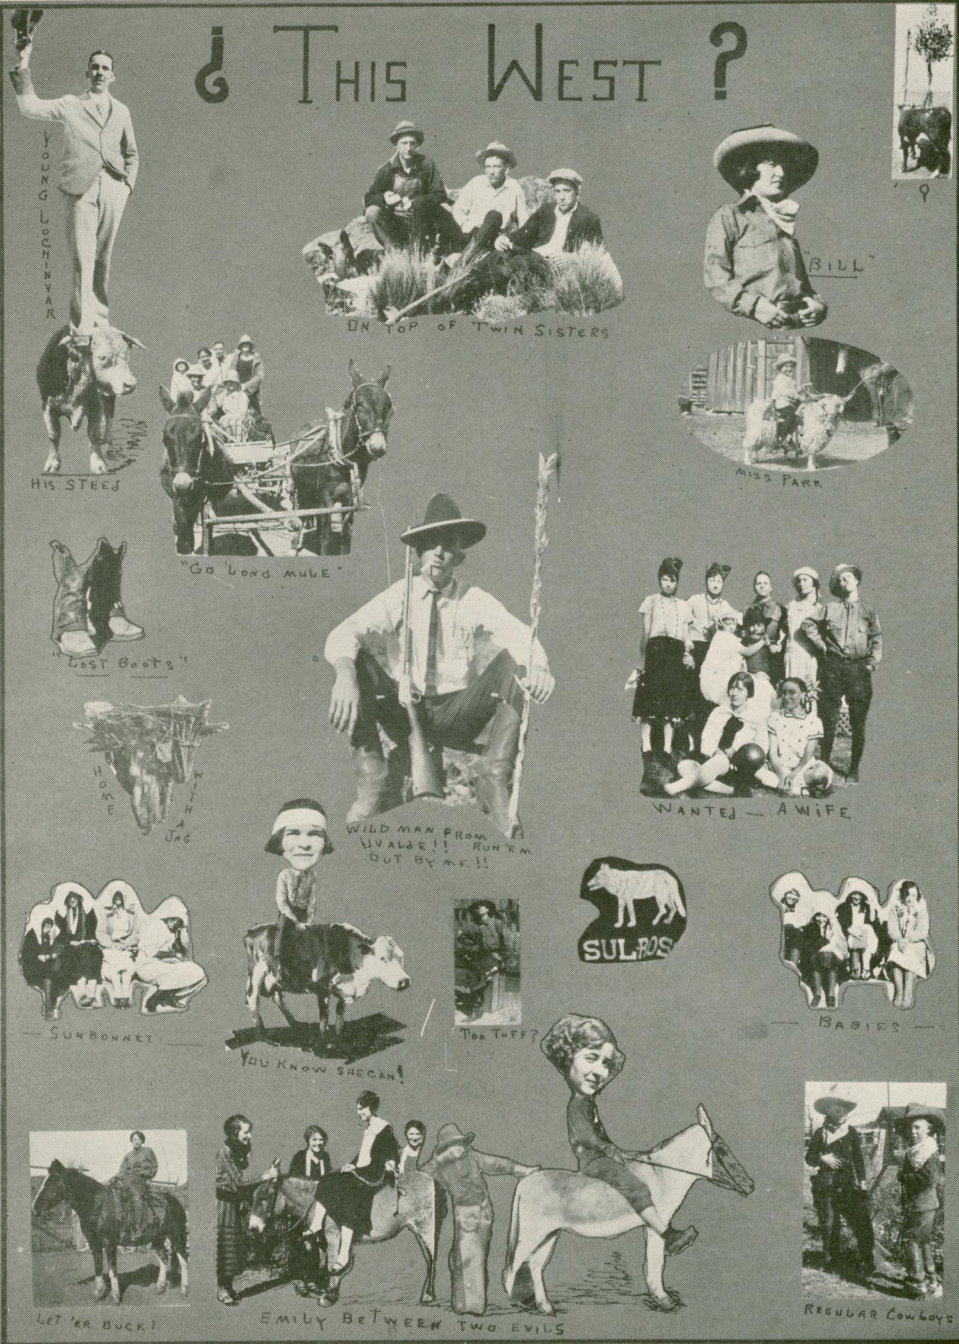 ¿ THIS WEST ?
YOUNG LOCHINVAR
ON TOP OF TWIN SISTERS
"BILL"
?
HIS STEED
"GO 'LONG MULE"
MISS PARK
"LOST BOOTS"
HOME WITH A JAG
WILD MAN FROM
UVALDE!! RUN 'EM
OUT BY ME!!
WANTED — A WIFE
SUL ROS
— SUNBONNET —
YOU KNOW SHE CAN!
TOO TUFF?
— BABIES —
LET 'ER BUCK!
EMILY BETWEEN TWO EVILS
REGULAR COWBOYS